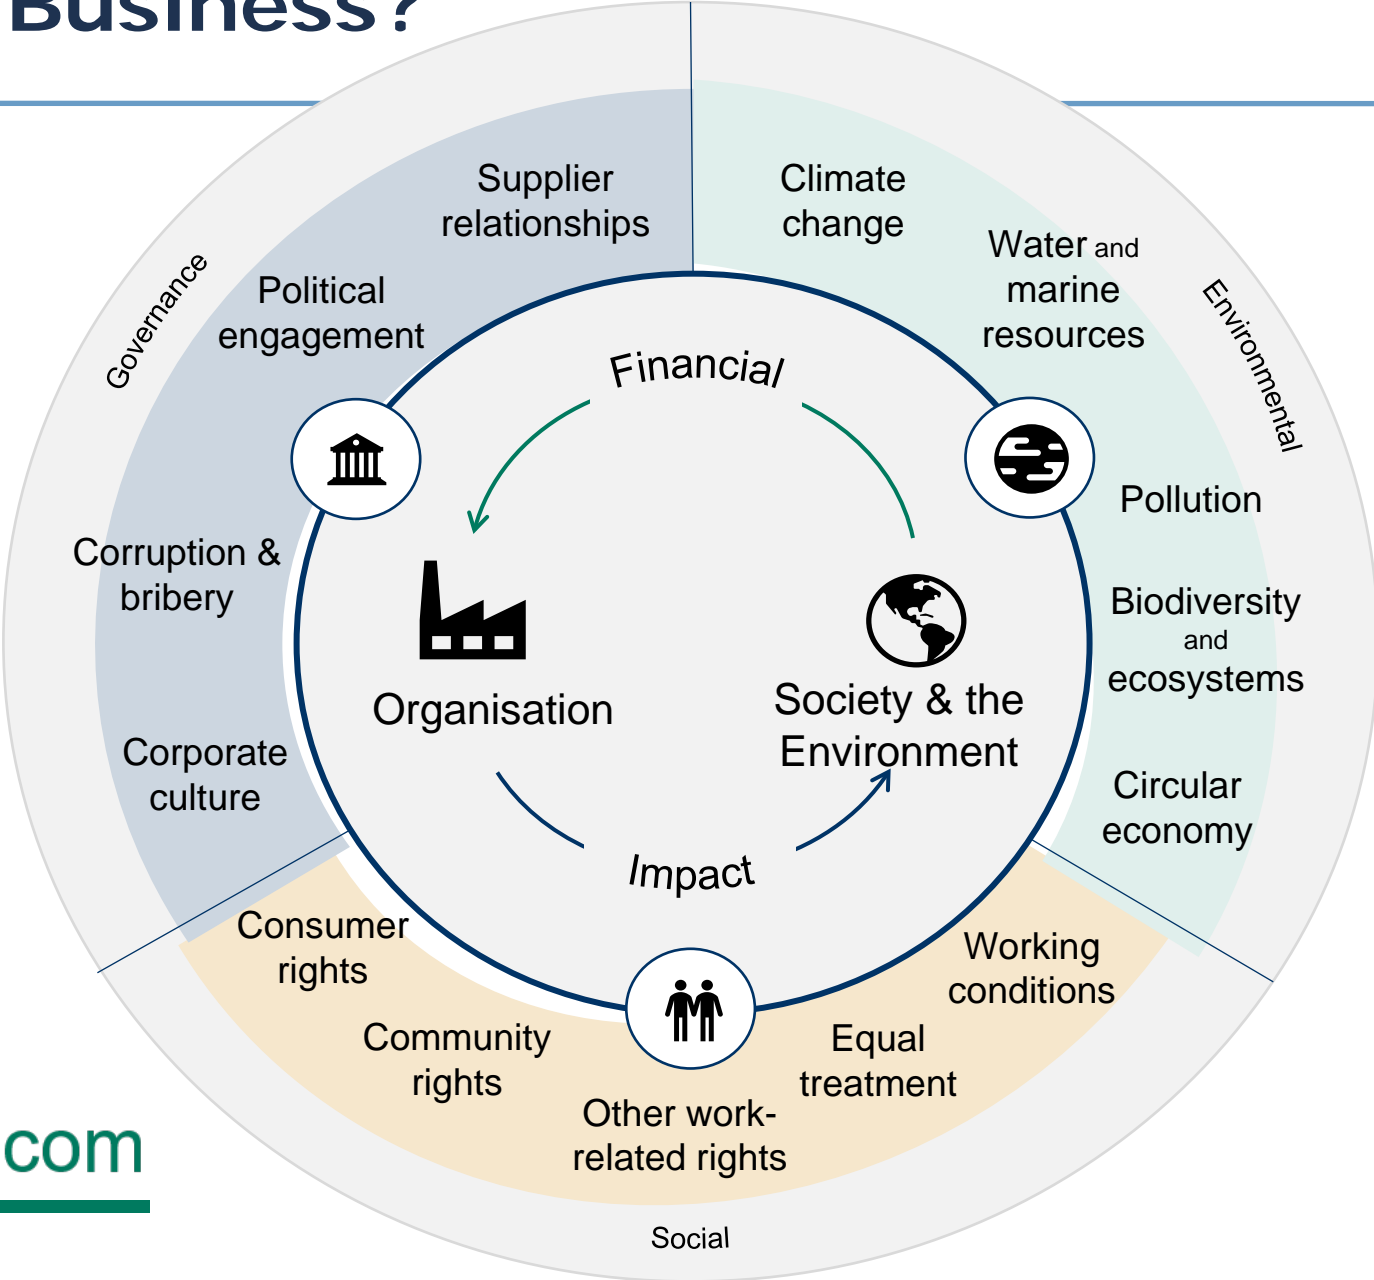 Business?
Supplier
relationships
Climate
change
Water and
marine
resources
Political
engagement
Governance
Environmental
Financial
Pollution
Corruption &
bribery
Biodiversity
and
ecosystems
Organisation
Society & the
Environment
Corporate
culture
Circular
economy
Impact
Consumer
rights
Working
conditions
Community
rights
Equal
treatment
Other work-
related rights
com
Social